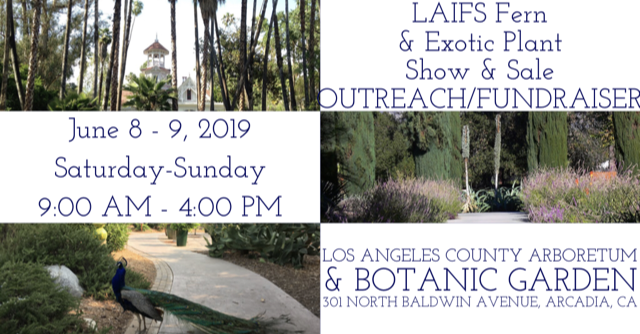 LAIFS Fern
& Exotic Plant
Show & Sale
OUTREACH/FUNDRAISER
June 8 - 9, 2019
Saturday-Sunday
9:00 AM - 4:00 PM
LOS ANGELES COUNTY ARBORETUM
& BOTANIC GARDEN
301 NORTH BALDWIN AVENUE, ARCADIA, CA